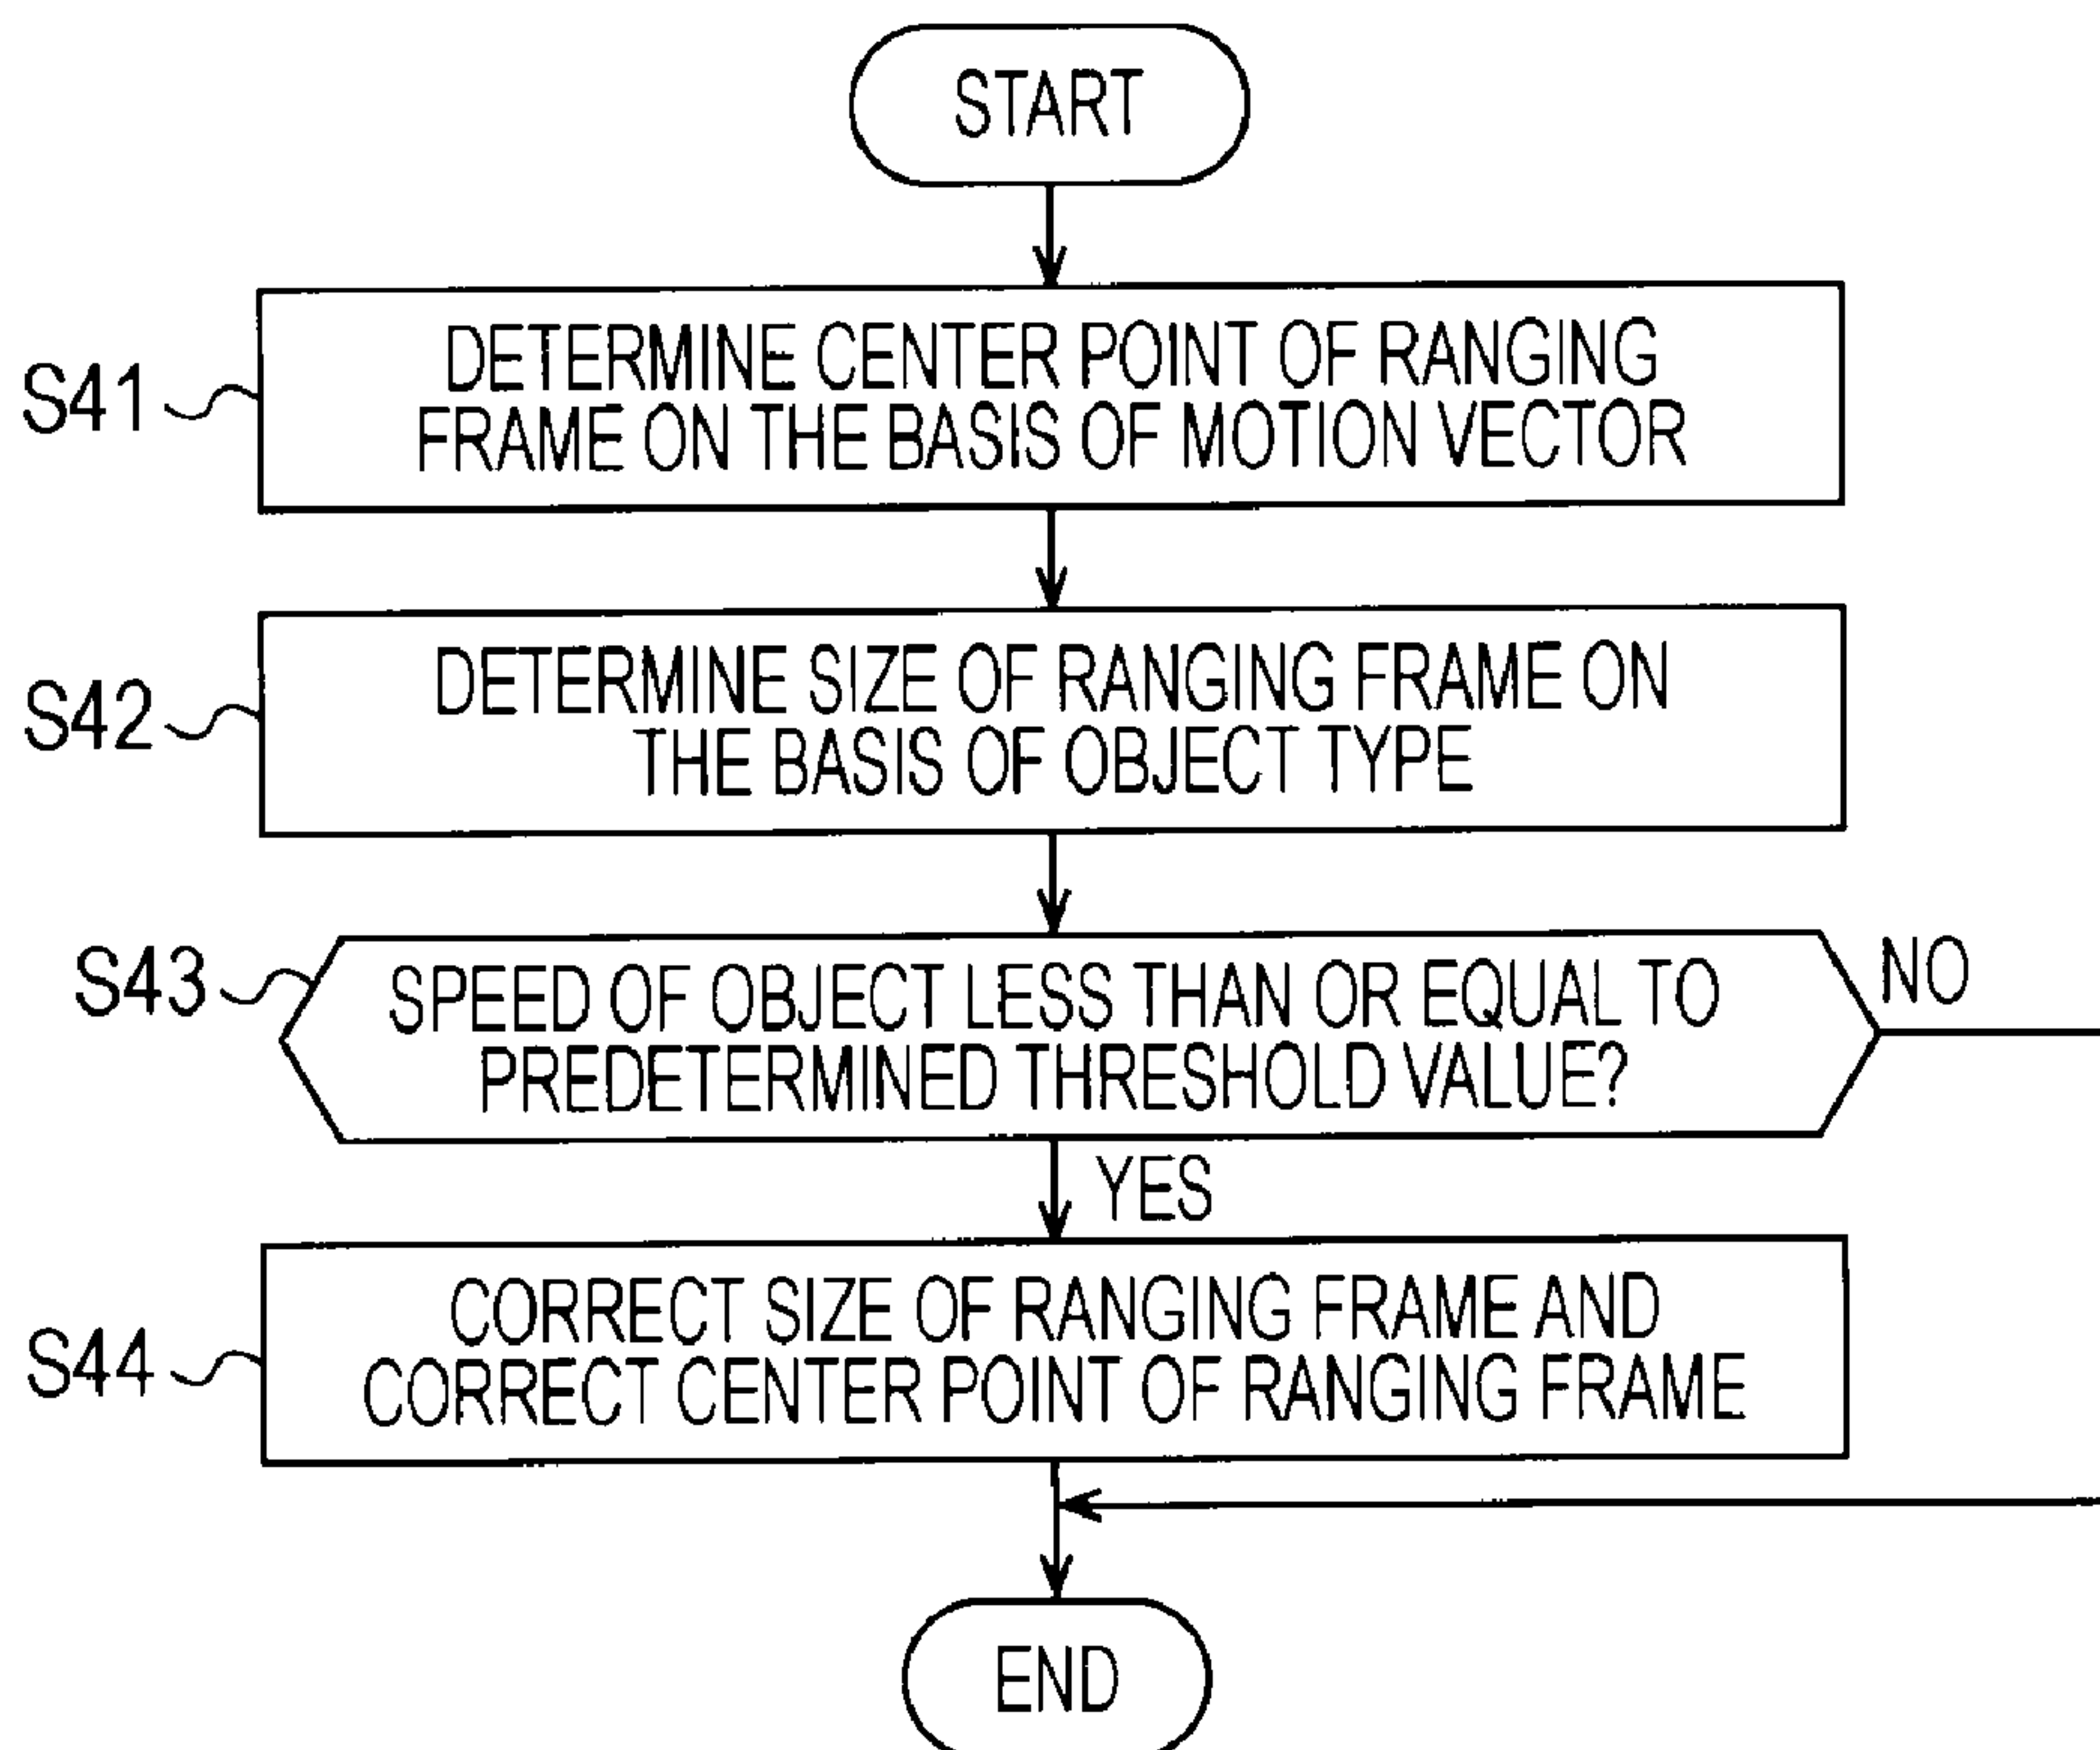 START
S41
DETERMINE CENTER POINT OF RANGING
FRAME ON THE BASIS OF MOTION VECTOR
S42
DETERMINE SIZE OF RANGING FRAME ON
THE BASIS OF OBJECT TYPE
S43
SPEED OF OBJECT LESS THAN OR EQUAL TO
PREDETERMINED THRESHOLD VALUE?
NO
YES
S44
CORRECT SIZE OF RANGING FRAME AND
CORRECT CENTER POINT OF RANGING FRAME
END